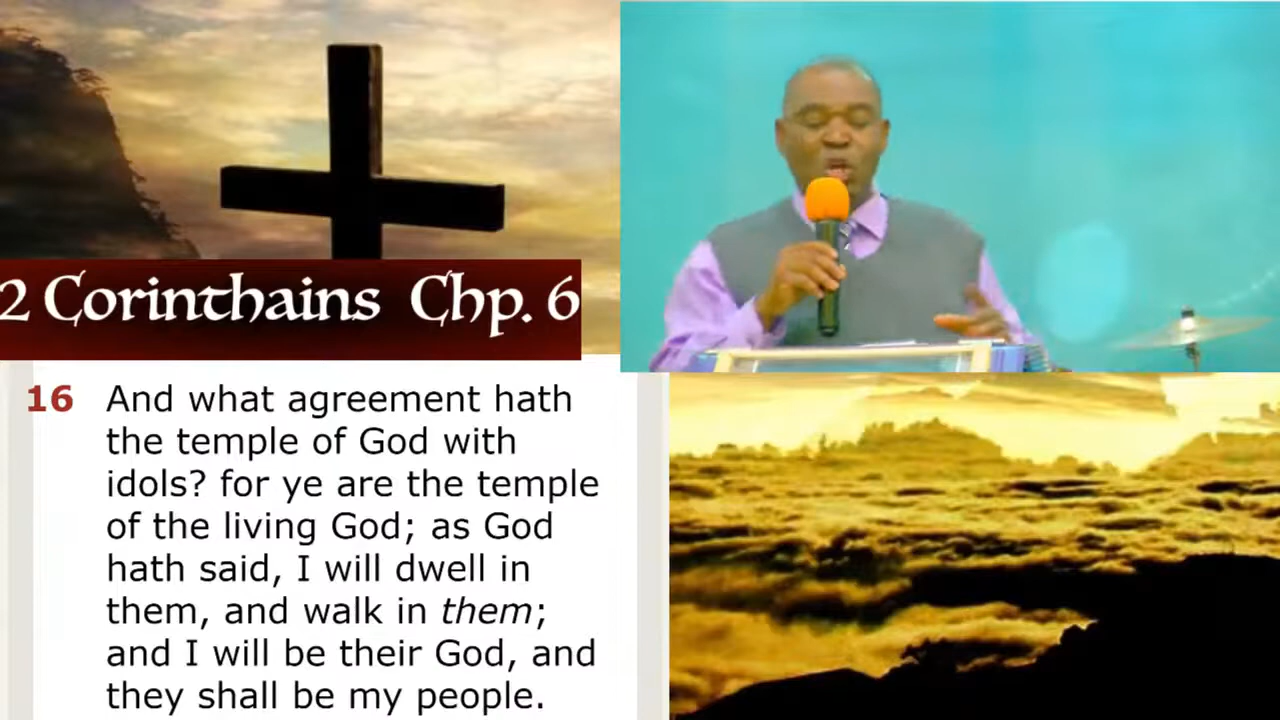 2 Corinthains Chp. 6
16 And what agreement hath
the temple of God with
idols? for ye are the temple
of the living God; as God
hath said, I will dwell in
them, and walk in them;
and I will be their God, and
they shall be my people.